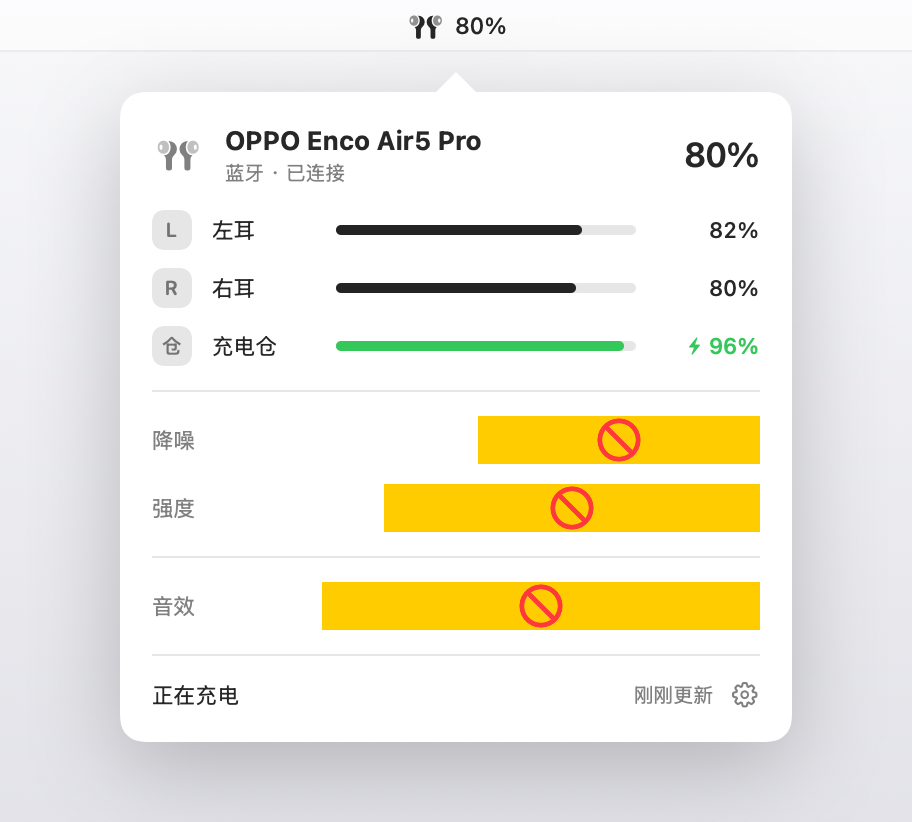 80%
OPPO Enco Air5 Pro
80%
蓝牙 · 已连接
L 左耳 82%
R 右耳 80%
仓 充电仓 96%
降噪
强度
音效
正在充电 刚刚更新